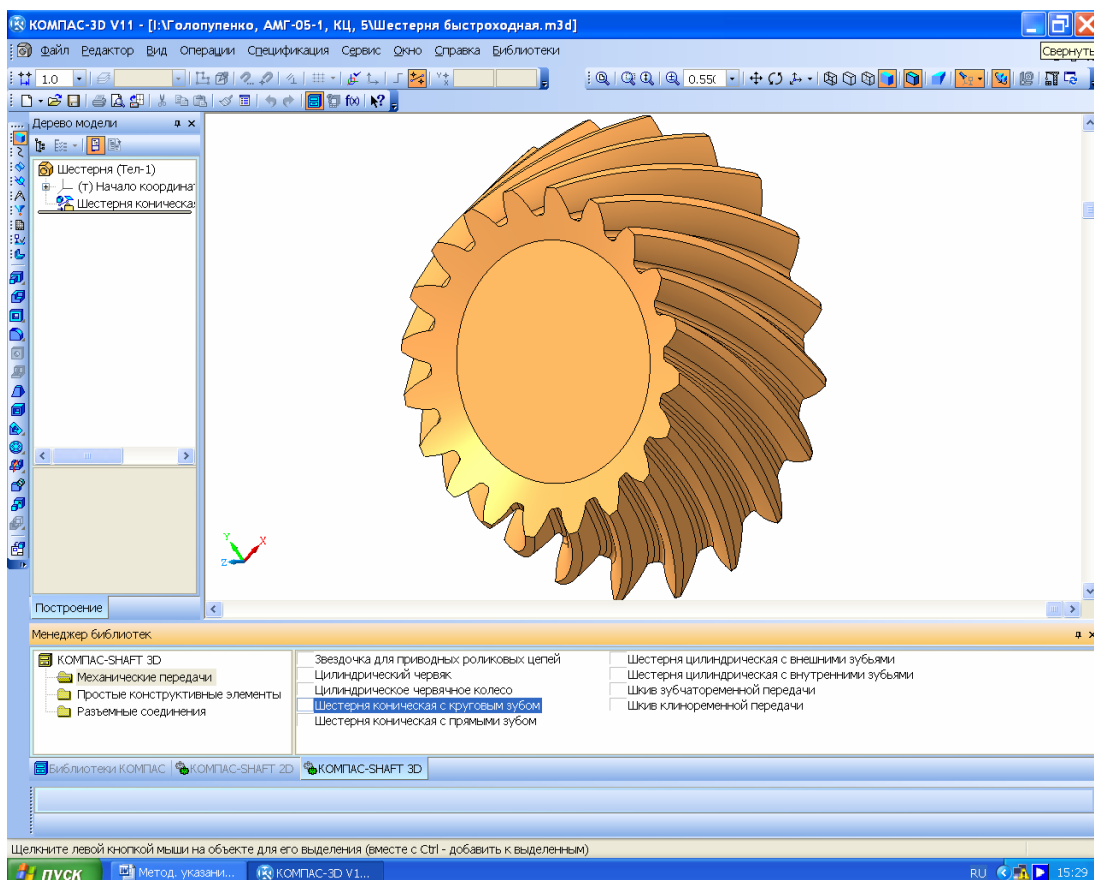 КОМПАС-3D V11 - [I:\Голопупенко, АМГ-05-1, КЦ, 5\Шестерня быстроходная.m3d]
Файл Редактор Вид Операции Спецификация Сервис Окно Справка Библиотеки
Свернуть
1.0
0.550
f(x)
Дерево модели
Шестерня (Тел-1)
(т) Начало координат
Шестерня коническая
Y
X
Z
Построение
Менеджер библиотек
КОМПАС-SHAFT 3D
Механические передачи
Простые конструктивные элементы
Разъемные соединения
Звездочка для приводных роликовых цепей
Цилиндрический червяк
Цилиндрическое червячное колесо
Шестерня коническая с круговым зубом
Шестерня коническая с прямыми зубом
Шестерня цилиндрическая с внешними зубьями
Шестерня цилиндрическая с внутренними зубьями
Шкив зубчатоременной передачи
Шкив клиноременной передачи
Библиотеки КОМПАС КОМПАС-SHAFT 2D КОМПАС-SHAFT 3D
Щелкните левой кнопкой мыши на объекте для его выделения (вместе с Ctrl - добавить к выделенным)
пуск Метод. указани... КОМПАС-3D V1... RU 15:29